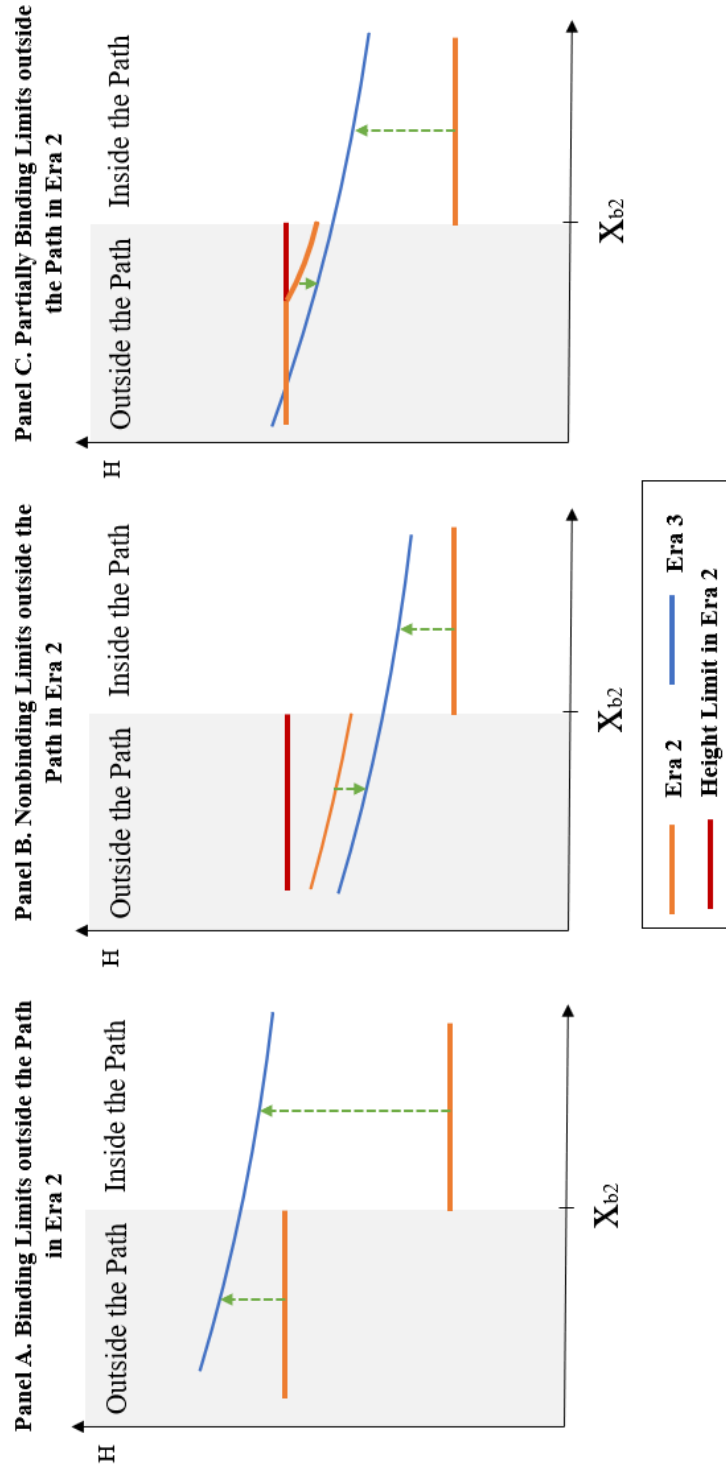 Panel A. Binding Limits outside the Path
in Era 2
H
Outside the Path
Inside the Path
Xb2
Panel B. Nonbinding Limits outside the
Path in Era 2
H
Outside the Path
Inside the Path
Xb2
Panel C. Partially Binding Limits outside
the Path in Era 2
H
Outside the Path
Inside the Path
Xb2
Era 2
Era 3
Height Limit in Era 2